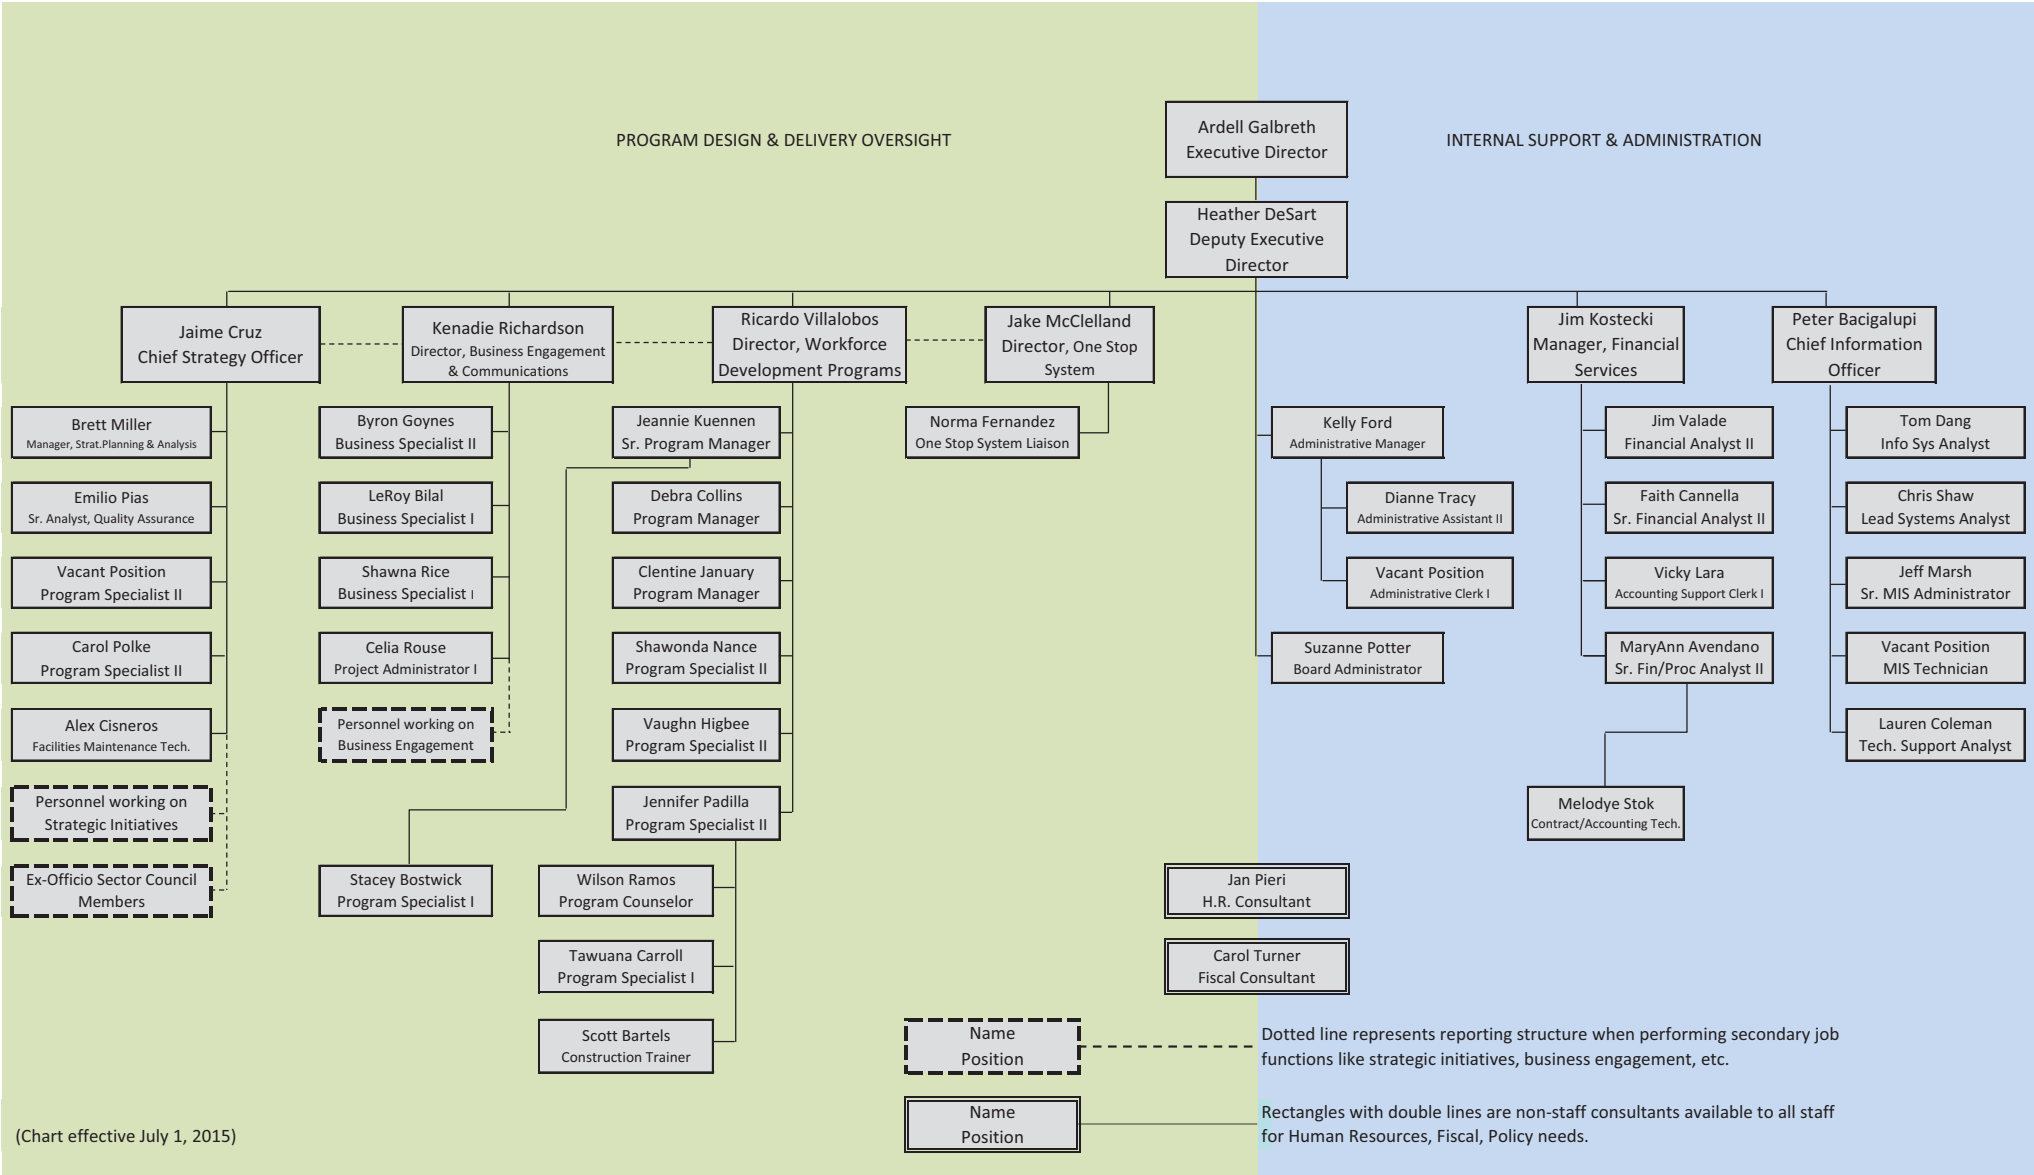 PROGRAM DESIGN & DELIVERY OVERSIGHT
INTERNAL SUPPORT & ADMINISTRATION
Ardell Galbreth
Executive Director
Heather DeSart
Deputy Executive
Director
Jaime Cruz
Chief Strategy Officer
Kenadie Richardson
Director, Business Engagement
& Communications
Ricardo Villalobos
Director, Workforce
Development Programs
Jake McClelland
Director, One Stop
System
Jim Kostecki
Manager, Financial
Services
Peter Bacigalupi
Chief Information
Officer
Brett Miller
Manager, Strat.Planning & Analysis
Emilio Pias
Sr. Analyst, Quality Assurance
Vacant Position
Program Specialist II
Carol Polke
Program Specialist II
Alex Cisneros
Facilities Maintenance Tech.
Personnel working on
Strategic Initiatives
Ex-Officio Sector Council
Members
Byron Goynes
Business Specialist II
LeRoy Bilal
Business Specialist I
Shawna Rice
Business Specialist I
Celia Rouse
Project Administrator I
Personnel working on
Business Engagement
Stacey Bostwick
Program Specialist I
Jeannie Kuennen
Sr. Program Manager
Debra Collins
Program Manager
Clentine January
Program Manager
Shawonda Nance
Program Specialist II
Vaughn Higbee
Program Specialist II
Jennifer Padilla
Program Specialist II
Wilson Ramos
Program Counselor
Tawuana Carroll
Program Specialist I
Scott Bartels
Construction Trainer
Norma Fernandez
One Stop System Liaison
Kelly Ford
Administrative Manager
Dianne Tracy
Administrative Assistant II
Vacant Position
Administrative Clerk I
Suzanne Potter
Board Administrator
Jim Valade
Financial Analyst II
Faith Cannella
Sr. Financial Analyst II
Vicky Lara
Accounting Support Clerk I
MaryAnn Avendano
Sr. Fin/Proc Analyst II
Melodye Stok
Contract/Accounting Tech.
Tom Dang
Info Sys Analyst
Chris Shaw
Lead Systems Analyst
Jeff Marsh
Sr. MIS Administrator
Vacant Position
MIS Technician
Lauren Coleman
Tech. Support Analyst
Jan Pieri
H.R. Consultant
Carol Turner
Fiscal Consultant
Name
Position
Dotted line represents reporting structure when performing secondary job
functions like strategic initiatives, business engagement, etc.
Name
Position
Rectangles with double lines are non-staff consultants available to all staff
for Human Resources, Fiscal, Policy needs.
(Chart effective July 1, 2015)